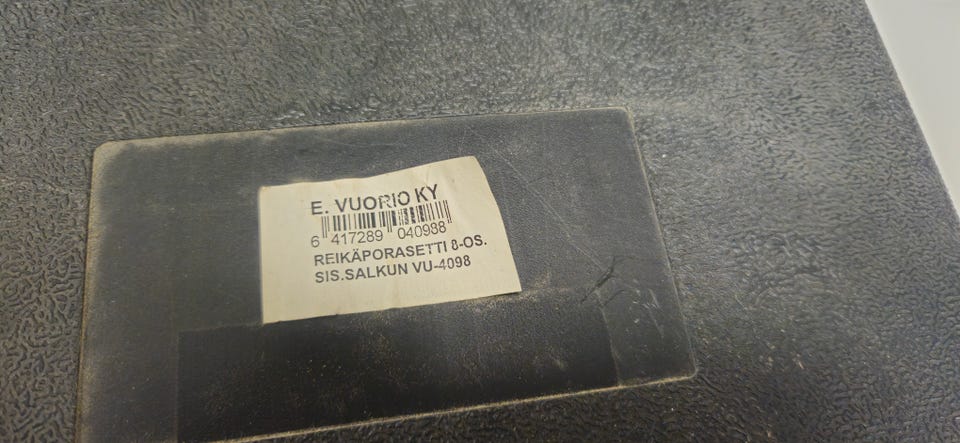 E. VUORIO KY
6 417289 040988
REIKÄPORASETTI 8-OS.
SIS.SALKUN VU-4098